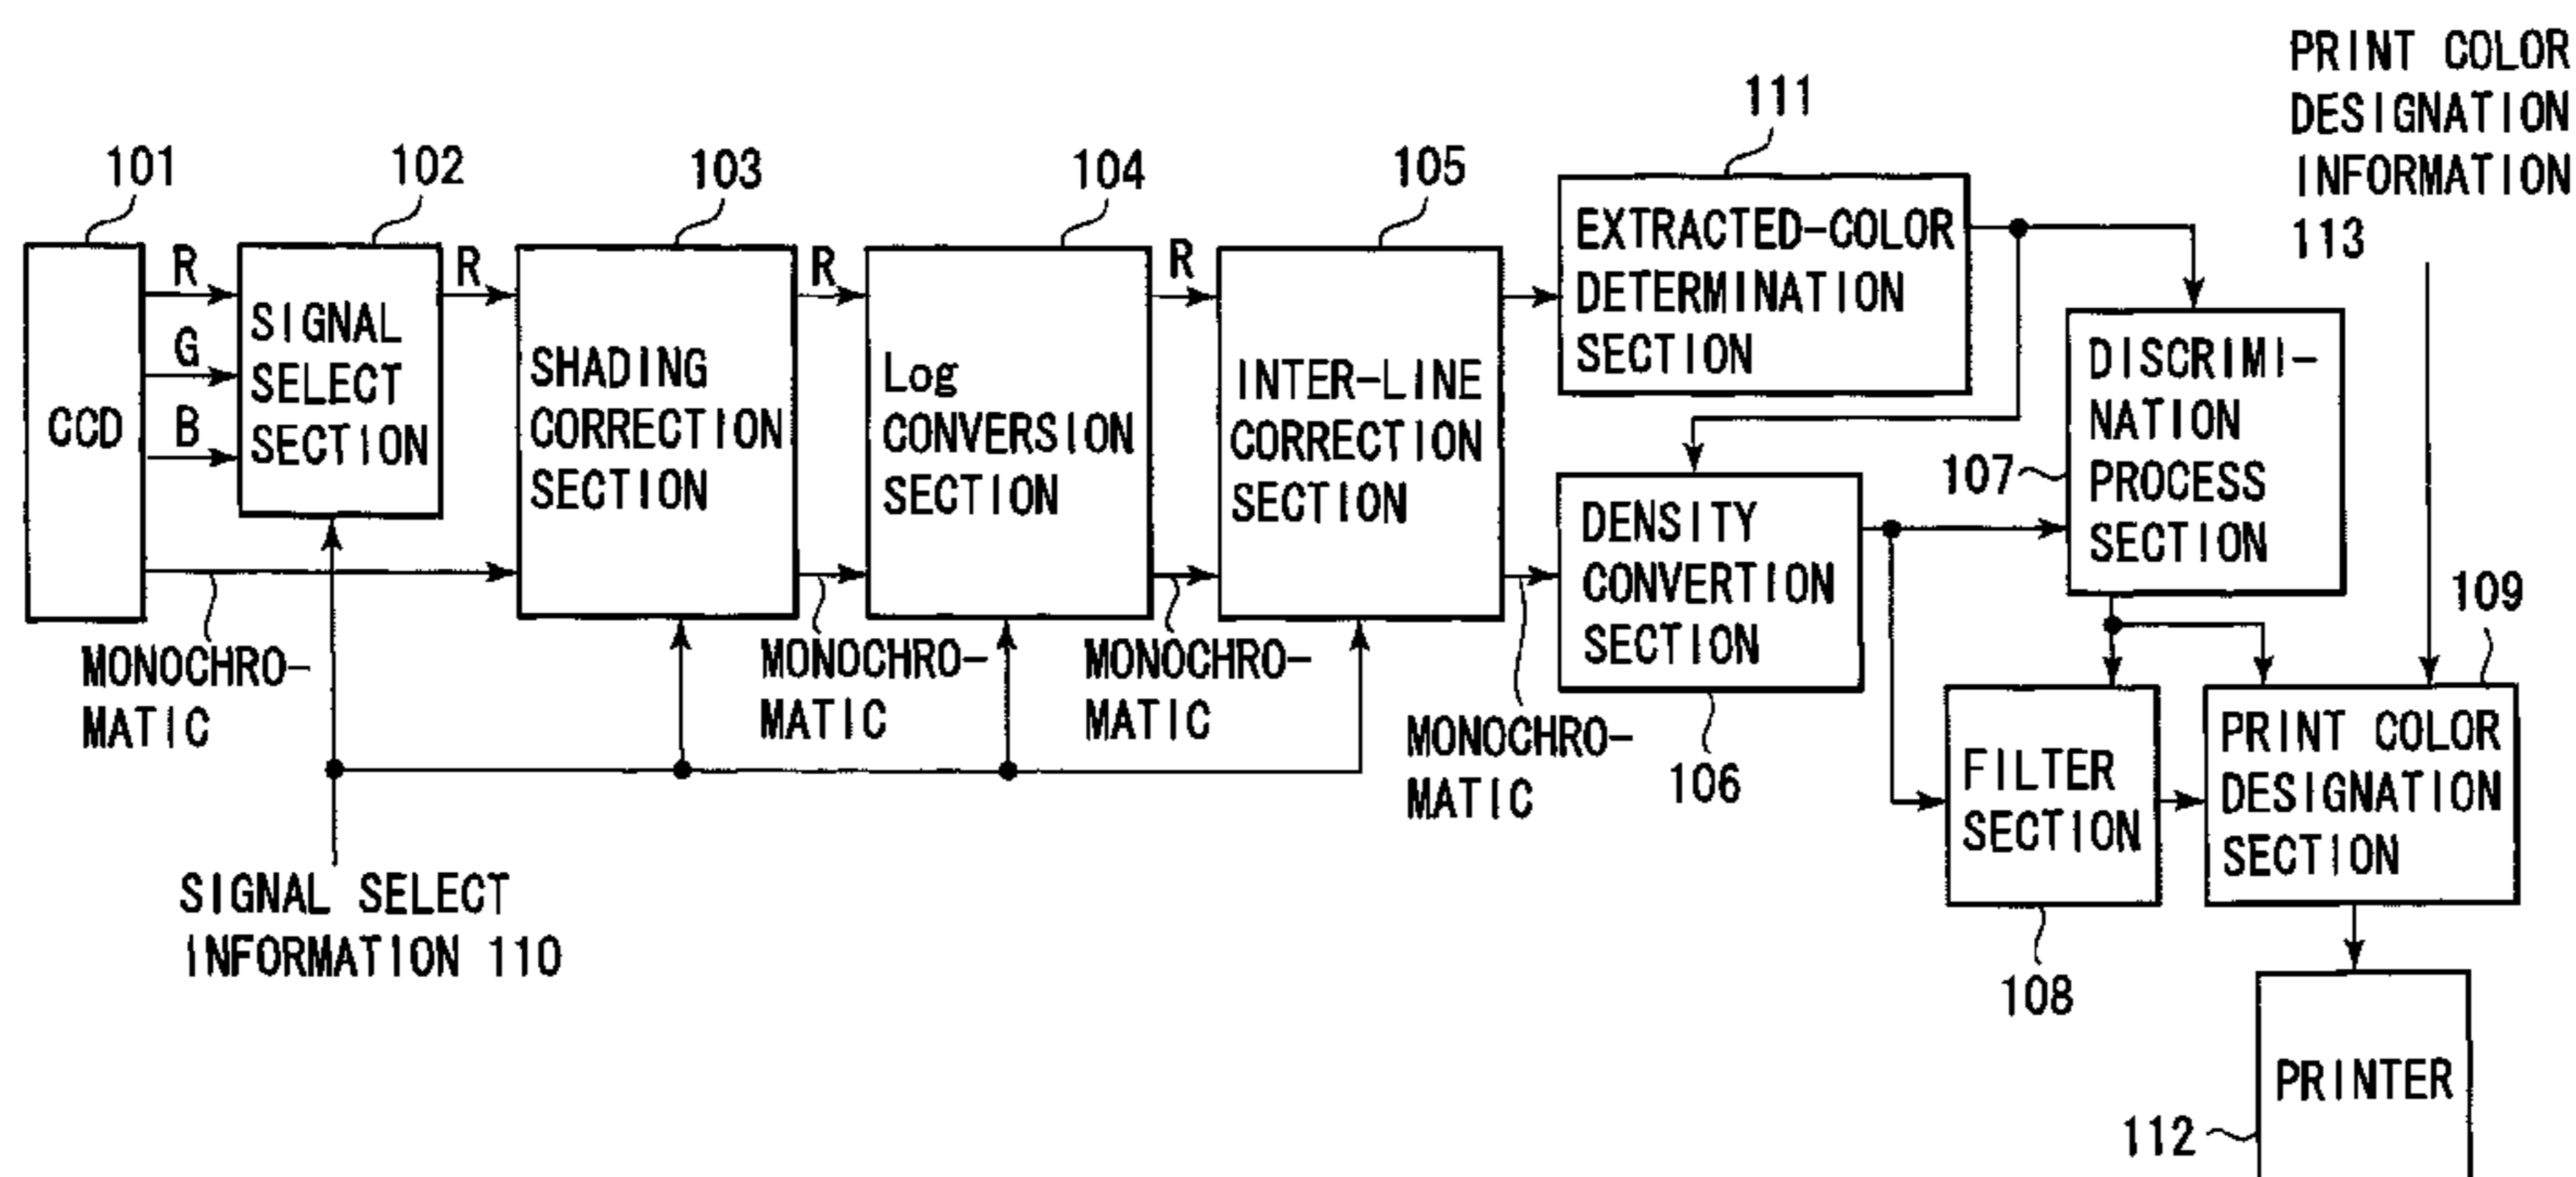 PRINT COLOR
DESIGNATION
INFORMATION
113
111
101
102
103
104
105
R
G
B
R
R
R
CCD
SIGNAL
SELECT
SECTION
SHADING
CORRECTION
SECTION
Log
CONVERSION
SECTION
INTER-LINE
CORRECTION
SECTION
EXTRACTED-COLOR
DETERMINATION
SECTION
DISCRIMI-
NATION
PROCESS
SECTION
107
DENSITY
CONVERTION
SECTION
106
MONOCHRO-
MATIC
MONOCHRO-
MATIC
MONOCHRO-
MATIC
MONOCHRO-
MATIC
109
FILTER
SECTION
108
PRINT COLOR
DESIGNATION
SECTION
SIGNAL SELECT
INFORMATION 110
PRINTER
112